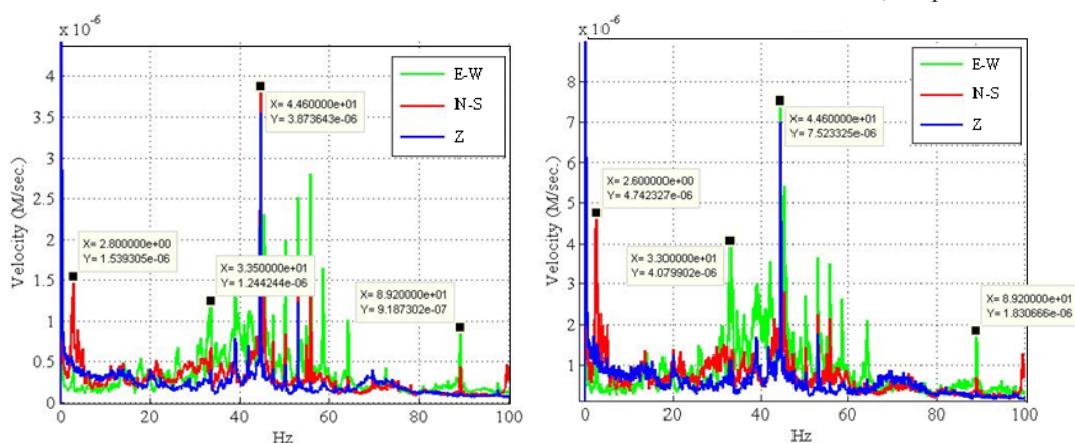 x 10⁻⁶
4
3.5
3
2.5
2
1.5
1
0.5
0
Velocity (M/sec.)
E-W
N-S
Z
X= 4.460000e+01
Y= 3.873643e-06
X= 2.800000e+00
Y= 1.539305e-06
X= 3.350000e+01
Y= 1.244244e-06
X= 8.920000e+01
Y= 9.187302e-07
0 20 40 60 80 100
Hz
x 10⁻⁶
8
7
6
5
4
3
2
1
Velocity (M/sec.)
E-W
N-S
Z
X= 4.460000e+01
Y= 7.523325e-06
X= 2.600000e+00
Y= 4.742327e-06
X= 3.300000e+01
Y= 4.079902e-06
X= 8.920000e+01
Y= 1.830666e-06
0 20 40 60 80 100
Hz